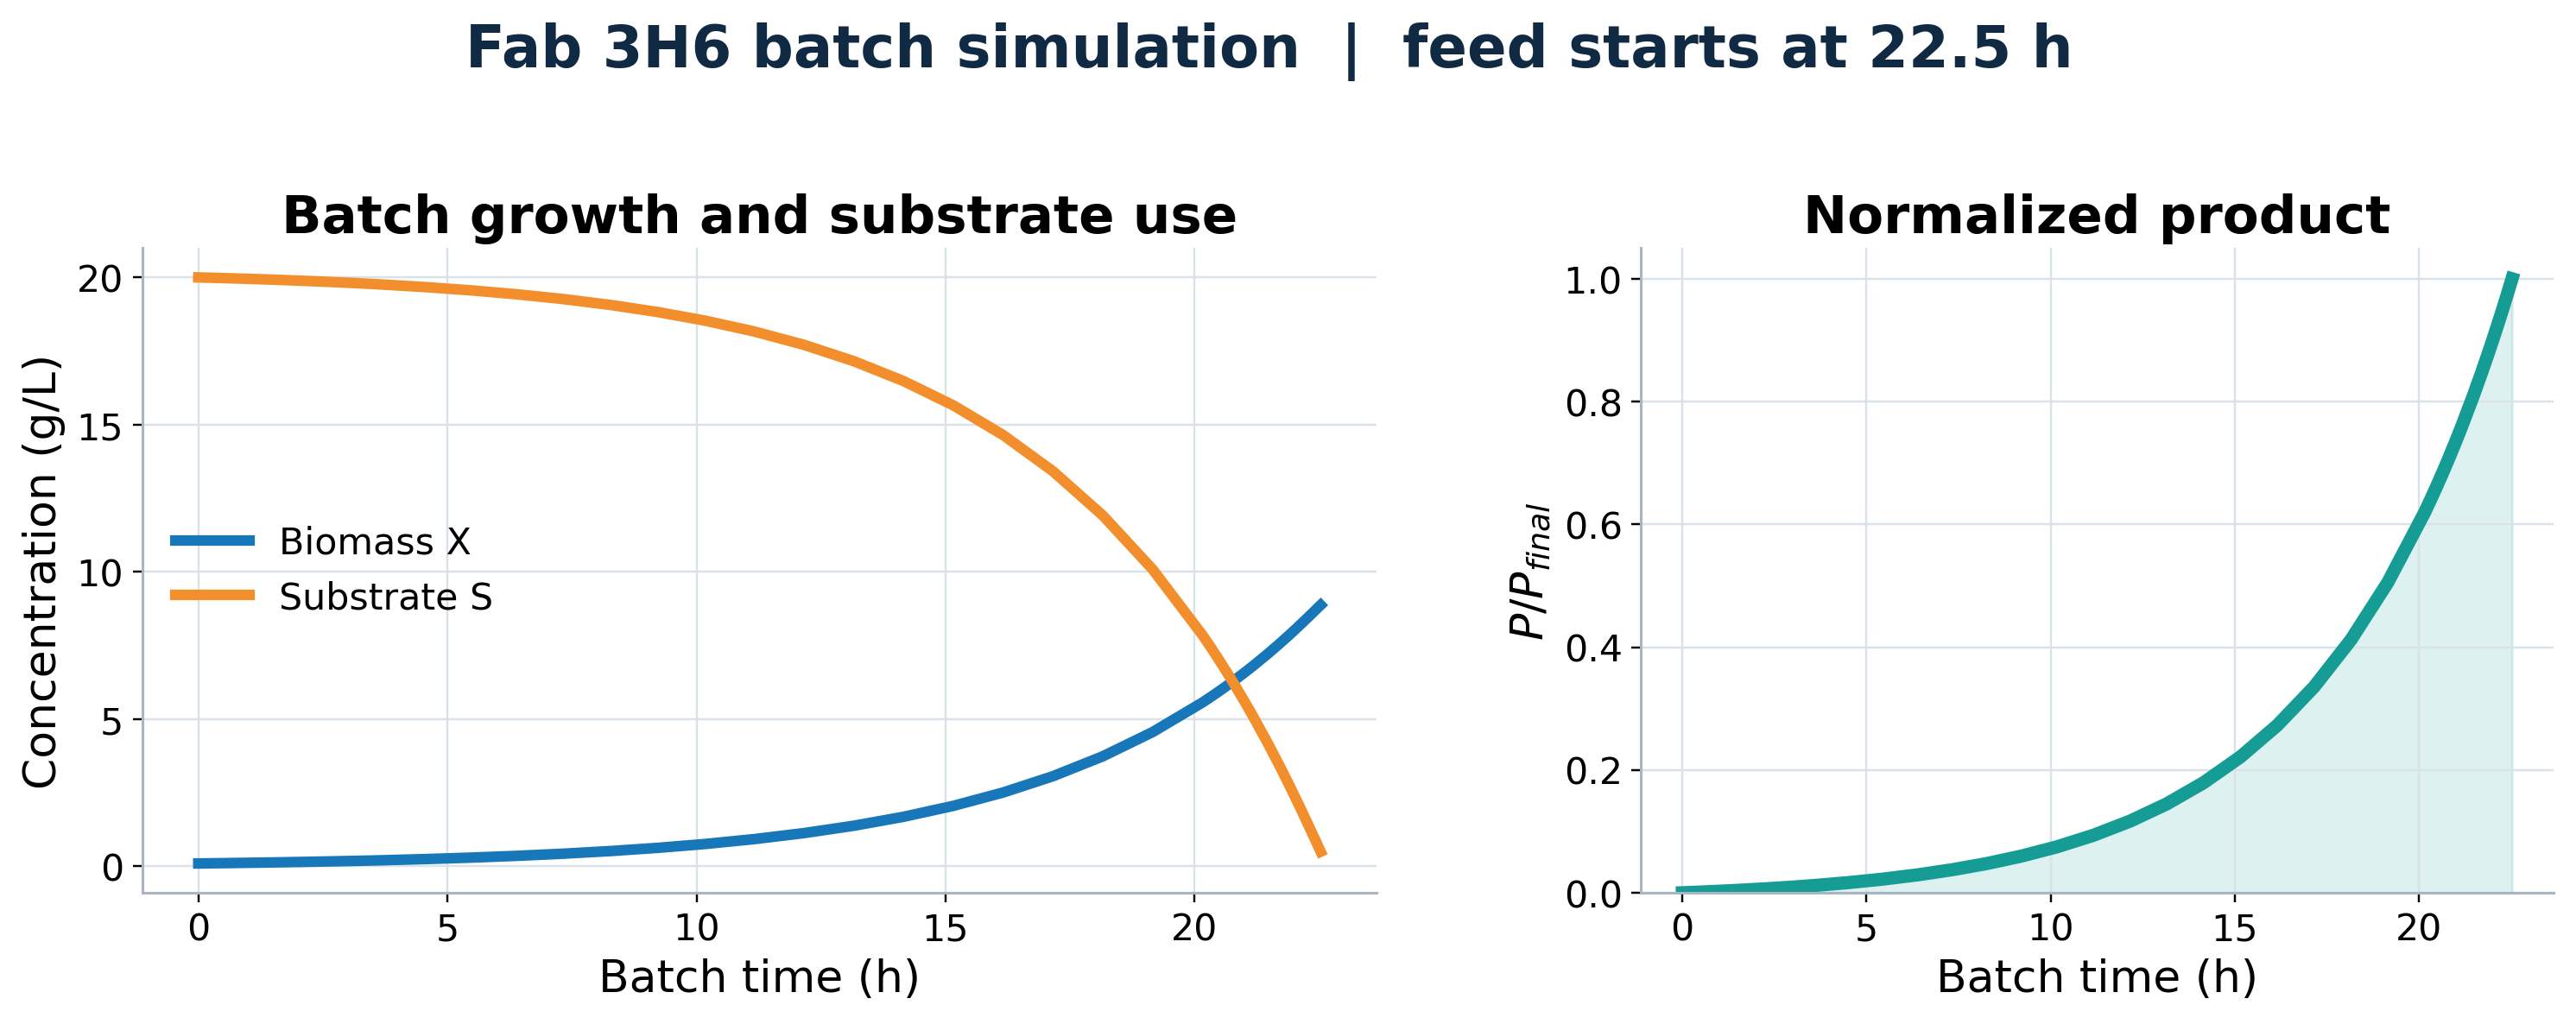 Fab 3H6 batch simulation | feed starts at 22.5 h
Batch growth and substrate use
Concentration (g/L)
20
15
10
5
0
Biomass X
Substrate S
0 5 10 15 20
Batch time (h)
Normalized product
P/P_final
1.0
0.8
0.6
0.4
0.2
0.0
0 5 10 15 20
Batch time (h)